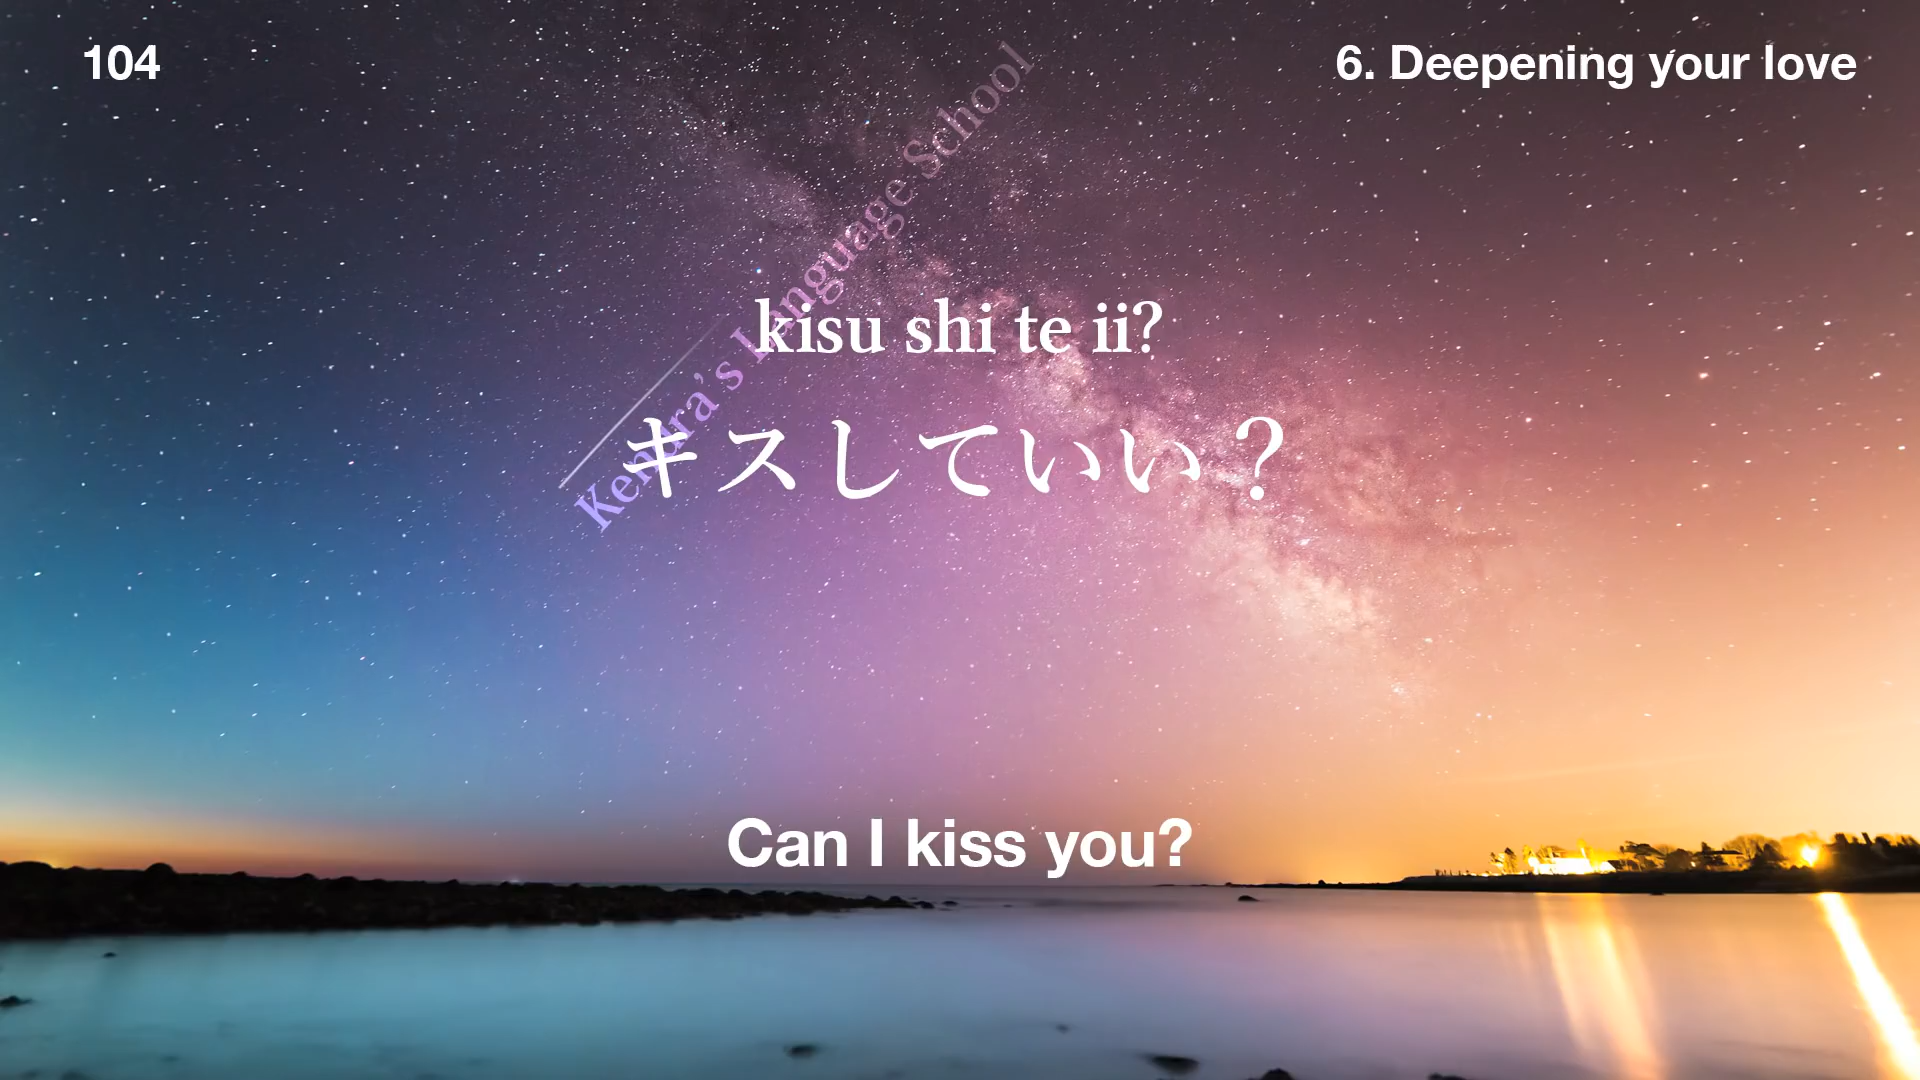 104
6. Deepening your love
Kendra's Language School
kisu shi te ii?
キスしていい？
Can I kiss you?